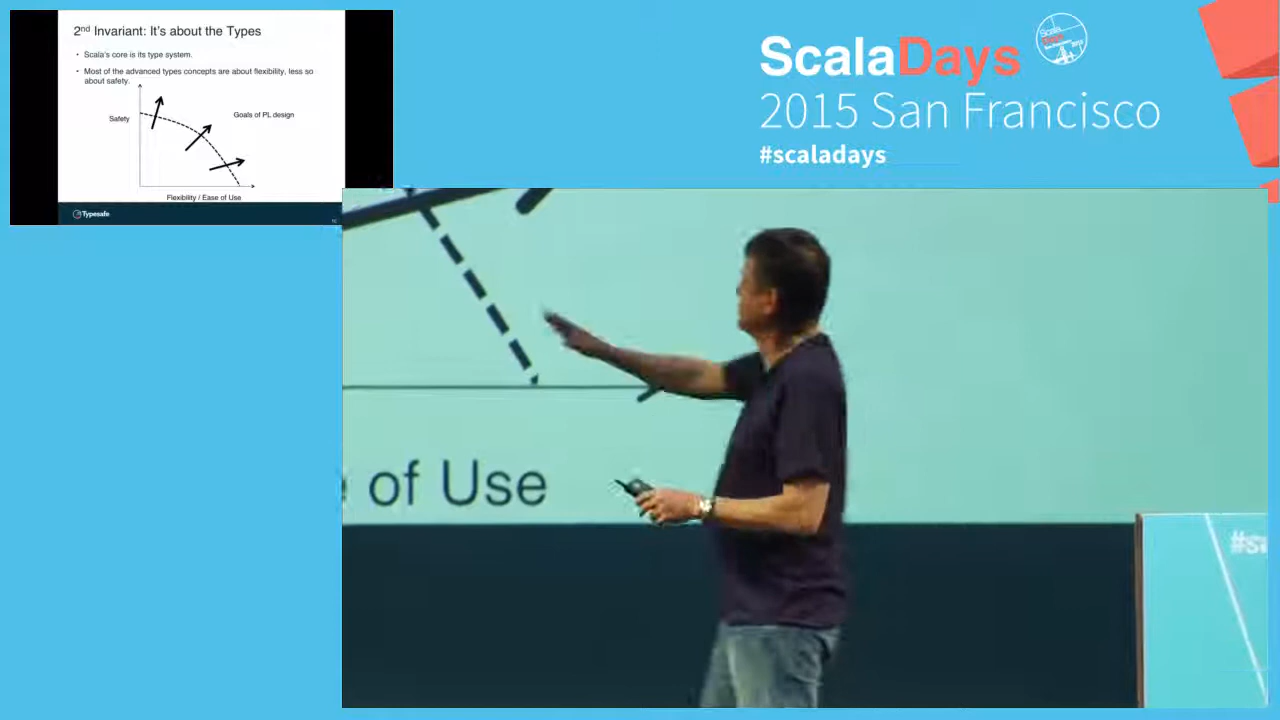 2nd Invariant: It's about the Types
• Scala's core is its type system.
• Most of the advanced types concepts are about flexibility, less so
about safety.
Safety
Goals of PL design
Flexibility / Ease of Use
Typesafe
ScalaDays
2015 San Francisco
#scaladays
of Use